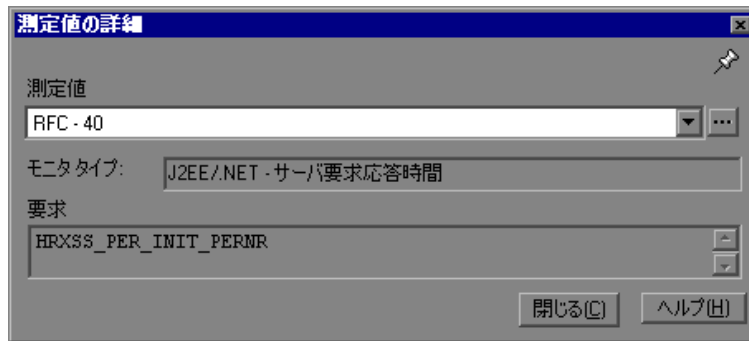 測定値の詳細
測定値
RFC - 40
モニタ タイプ:
J2EE/.NET - サーバ要求応答時間
要求
HRXSS_PER_INIT_PERNR
閉じる(C) ヘルプ(H)